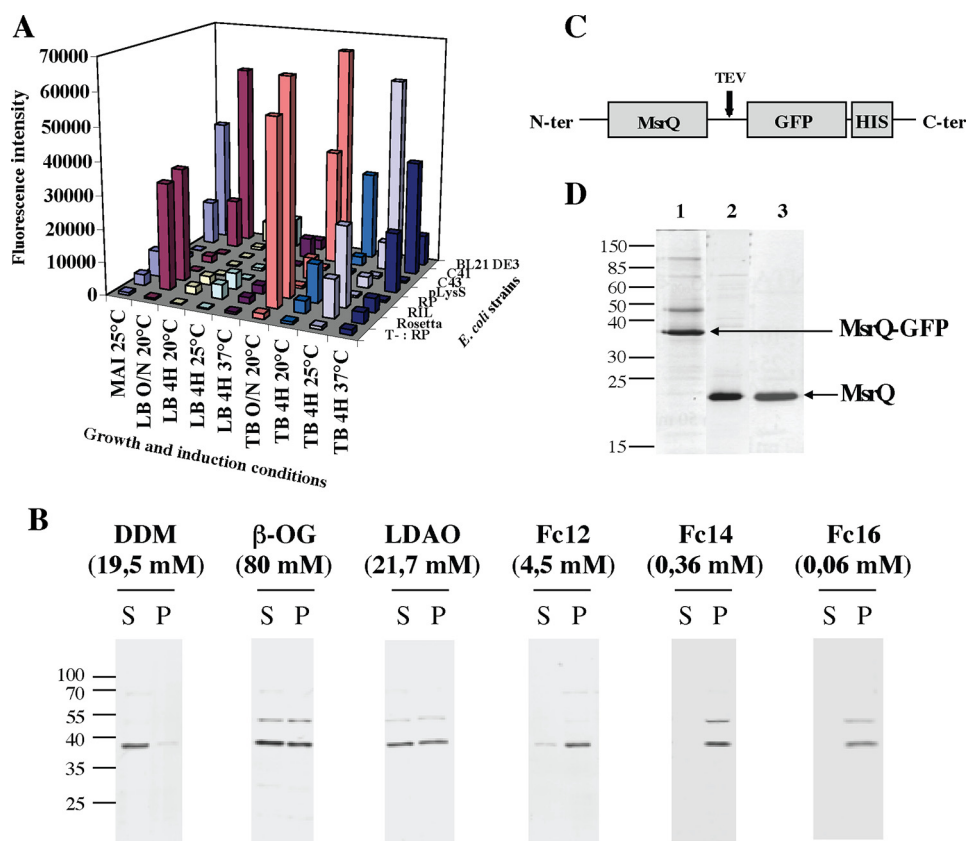 A
Fluorescence intensity
70000
60000
50000
40000
30000
20000
10000
0
MAI 25°C
LB O/N 20°C
LB 4H 20°C
LB 4H 25°C
LB 4H 37°C
TB O/N 20°C
TB 4H 20°C
TB 4H 25°C
TB 4H 37°C
Growth and induction conditions
BL21 DE3
C41
C43
pLysS
RP
RIL
Rosetta
T- : RP
E. coli strains
C
TEV
N-ter MsrQ GFP HIS C-ter
D
1 2 3
150
85
60
50
40
30
25
15
MsrQ-GFP
MsrQ
B
DDM β-OG LDAO Fc12 Fc14 Fc16
(19,5 mM) (80 mM) (21,7 mM) (4,5 mM) (0,36 mM) (0,06 mM)
S P S P S P S P S P S P
100
70
55
40
35
25